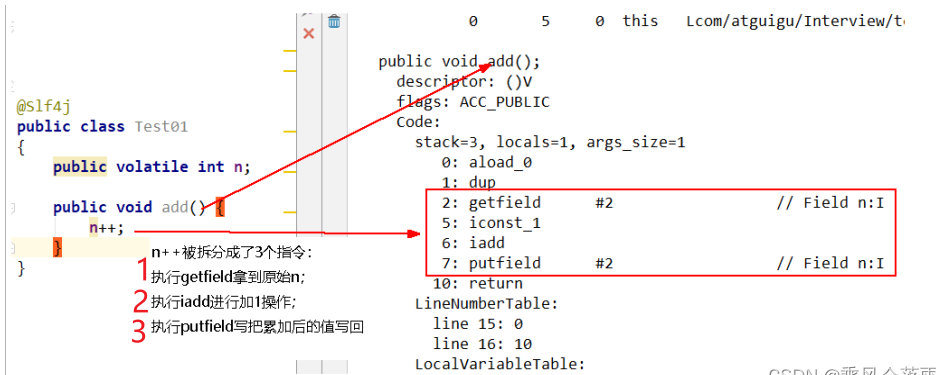 @Slf4j
public class Test01
{
public volatile int n;
public void add() {
n++;
}
}
n++被拆分成了3个指令:
1 执行getfield拿到原始n;
2 执行iadd进行加1操作;
3 执行putfield写把累加后的值写回
0 5 0 this Lcom/atguigu/Interview/te
public void add();
descriptor: ()V
flags: ACC_PUBLIC
Code:
stack=3, locals=1, args_size=1
0: aload_0
1: dup
2: getfield #2 // Field n:I
5: iconst_1
6: iadd
7: putfield #2 // Field n:I
10: return
LineNumberTable:
line 15: 0
line 16: 10
LocalVariableTable: